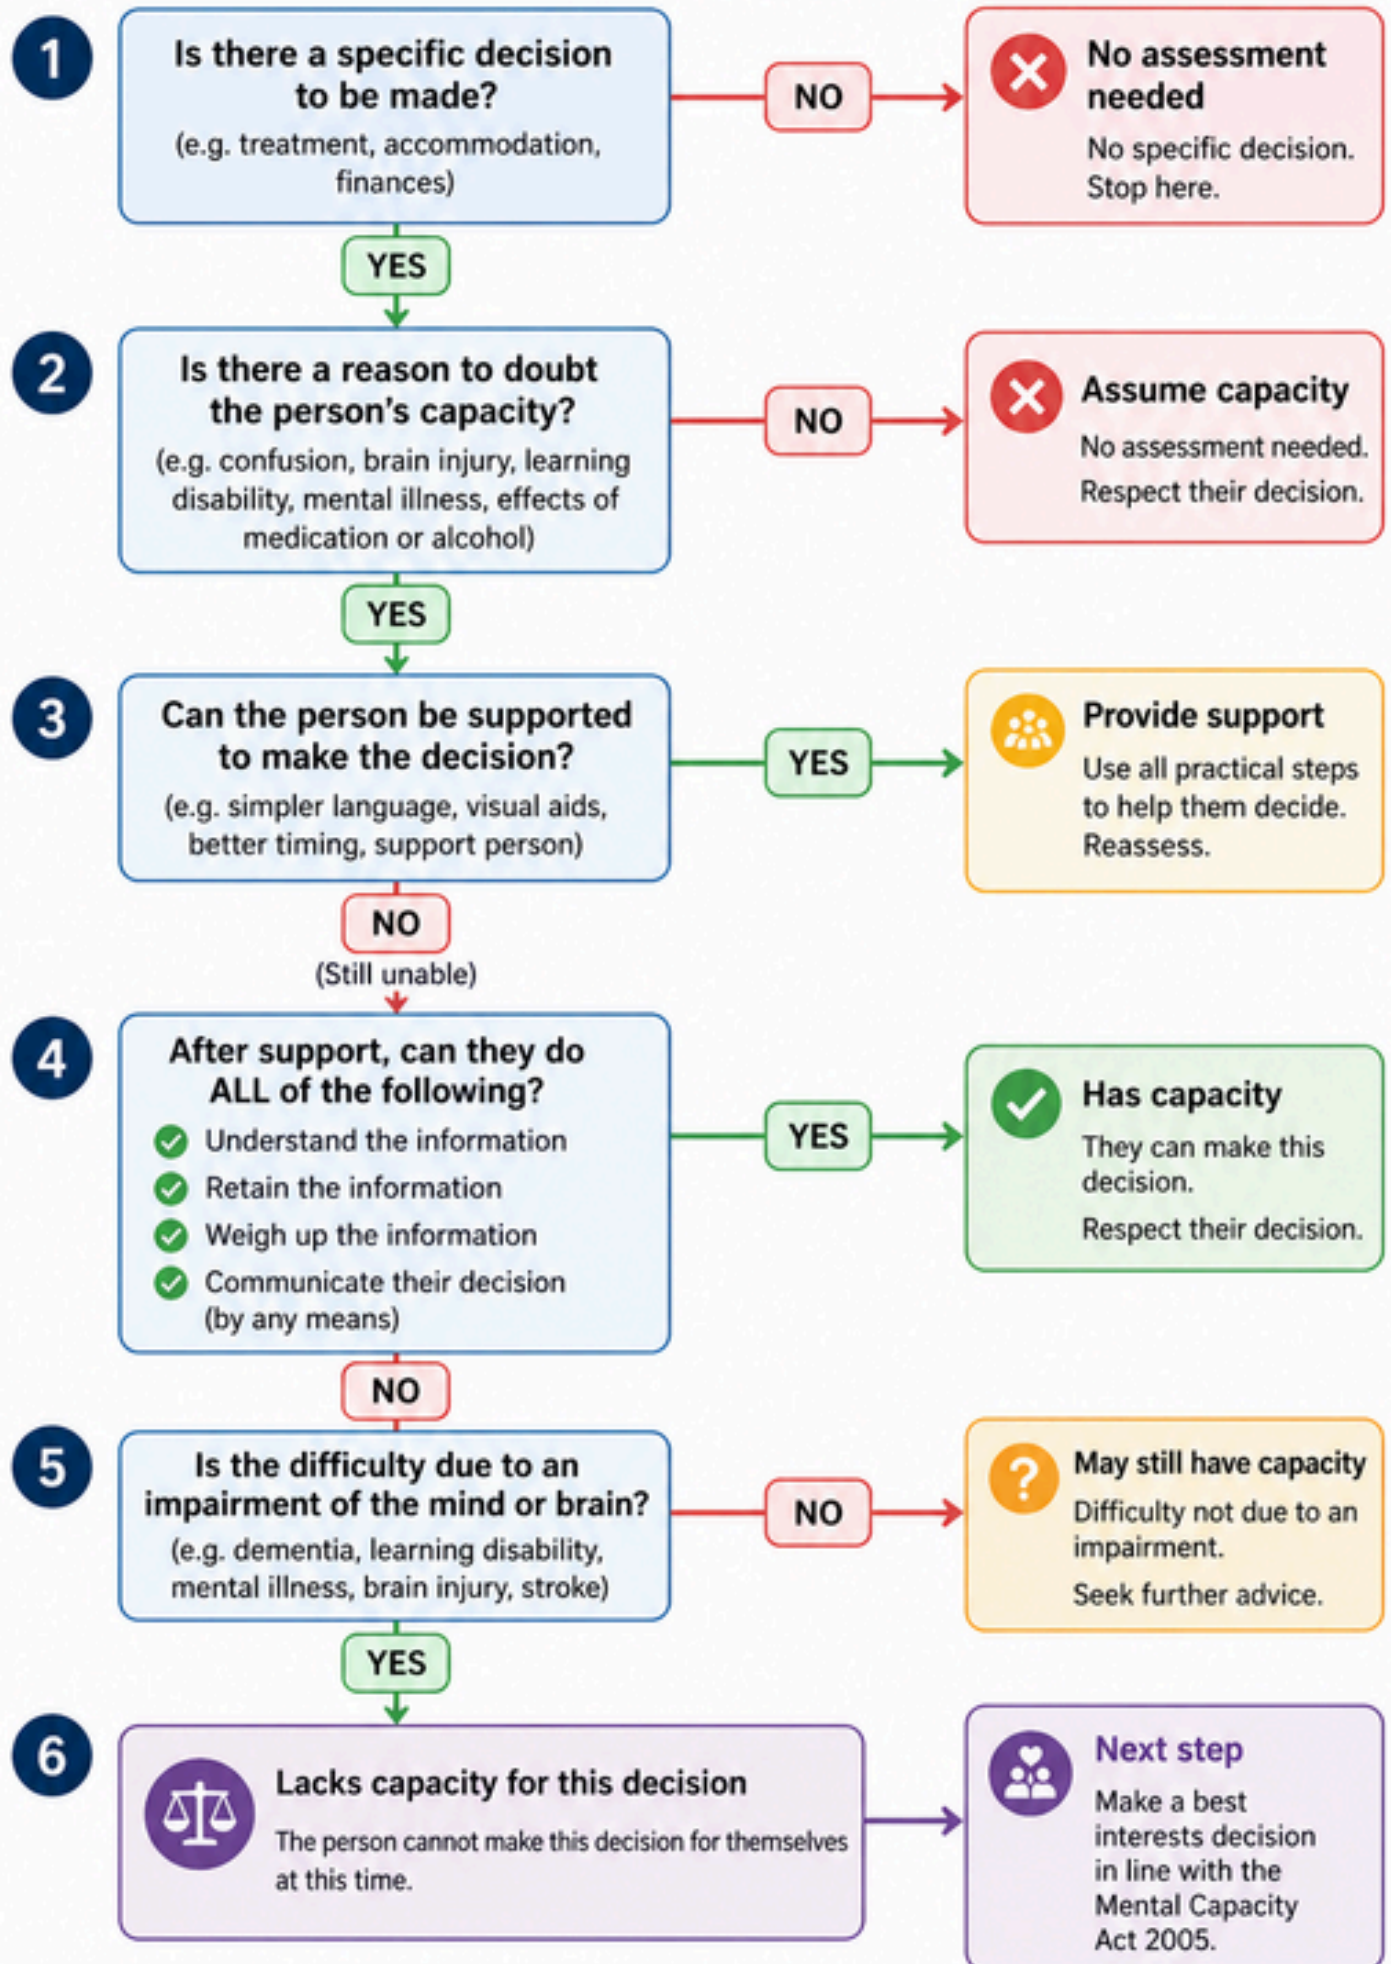 1
Is there a specific decision
to be made?
(e.g. treatment, accommodation,
finances)
NO
No assessment
needed
No specific decision.
Stop here.
YES
2
Is there a reason to doubt
the person's capacity?
(e.g. confusion, brain injury, learning
disability, mental illness, effects of
medication or alcohol)
NO
Assume capacity
No assessment needed.
Respect their decision.
YES
3
Can the person be supported
to make the decision?
(e.g. simpler language, visual aids,
better timing, support person)
YES
Provide support
Use all practical steps
to help them decide.
Reassess.
NO
(Still unable)
4
After support, can they do
ALL of the following?
Understand the information
Retain the information
Weigh up the information
Communicate their decision
(by any means)
YES
Has capacity
They can make this
decision.
Respect their decision.
NO
5
Is the difficulty due to an
impairment of the mind or brain?
(e.g. dementia, learning disability,
mental illness, brain injury, stroke)
NO
?
May still have capacity
Difficulty not due to an
impairment.
Seek further advice.
YES
6
Lacks capacity for this decision
The person cannot make this decision for themselves
at this time.
Next step
Make a best
interests decision
in line with the
Mental Capacity
Act 2005.